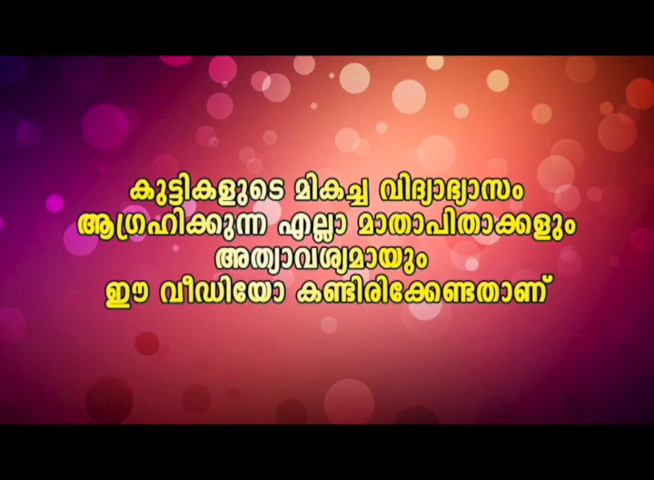 കുട്ടികളുടെ മികച്ച വിദ്യാഭ്യാസം
ആഗ്രഹിക്കുന്ന എല്ലാ മാതാപിതാക്കളും
അത്യാവശ്യമായും
ഈ വീഡിയോ കണ്ടിരിക്കേണ്ടതാണ്